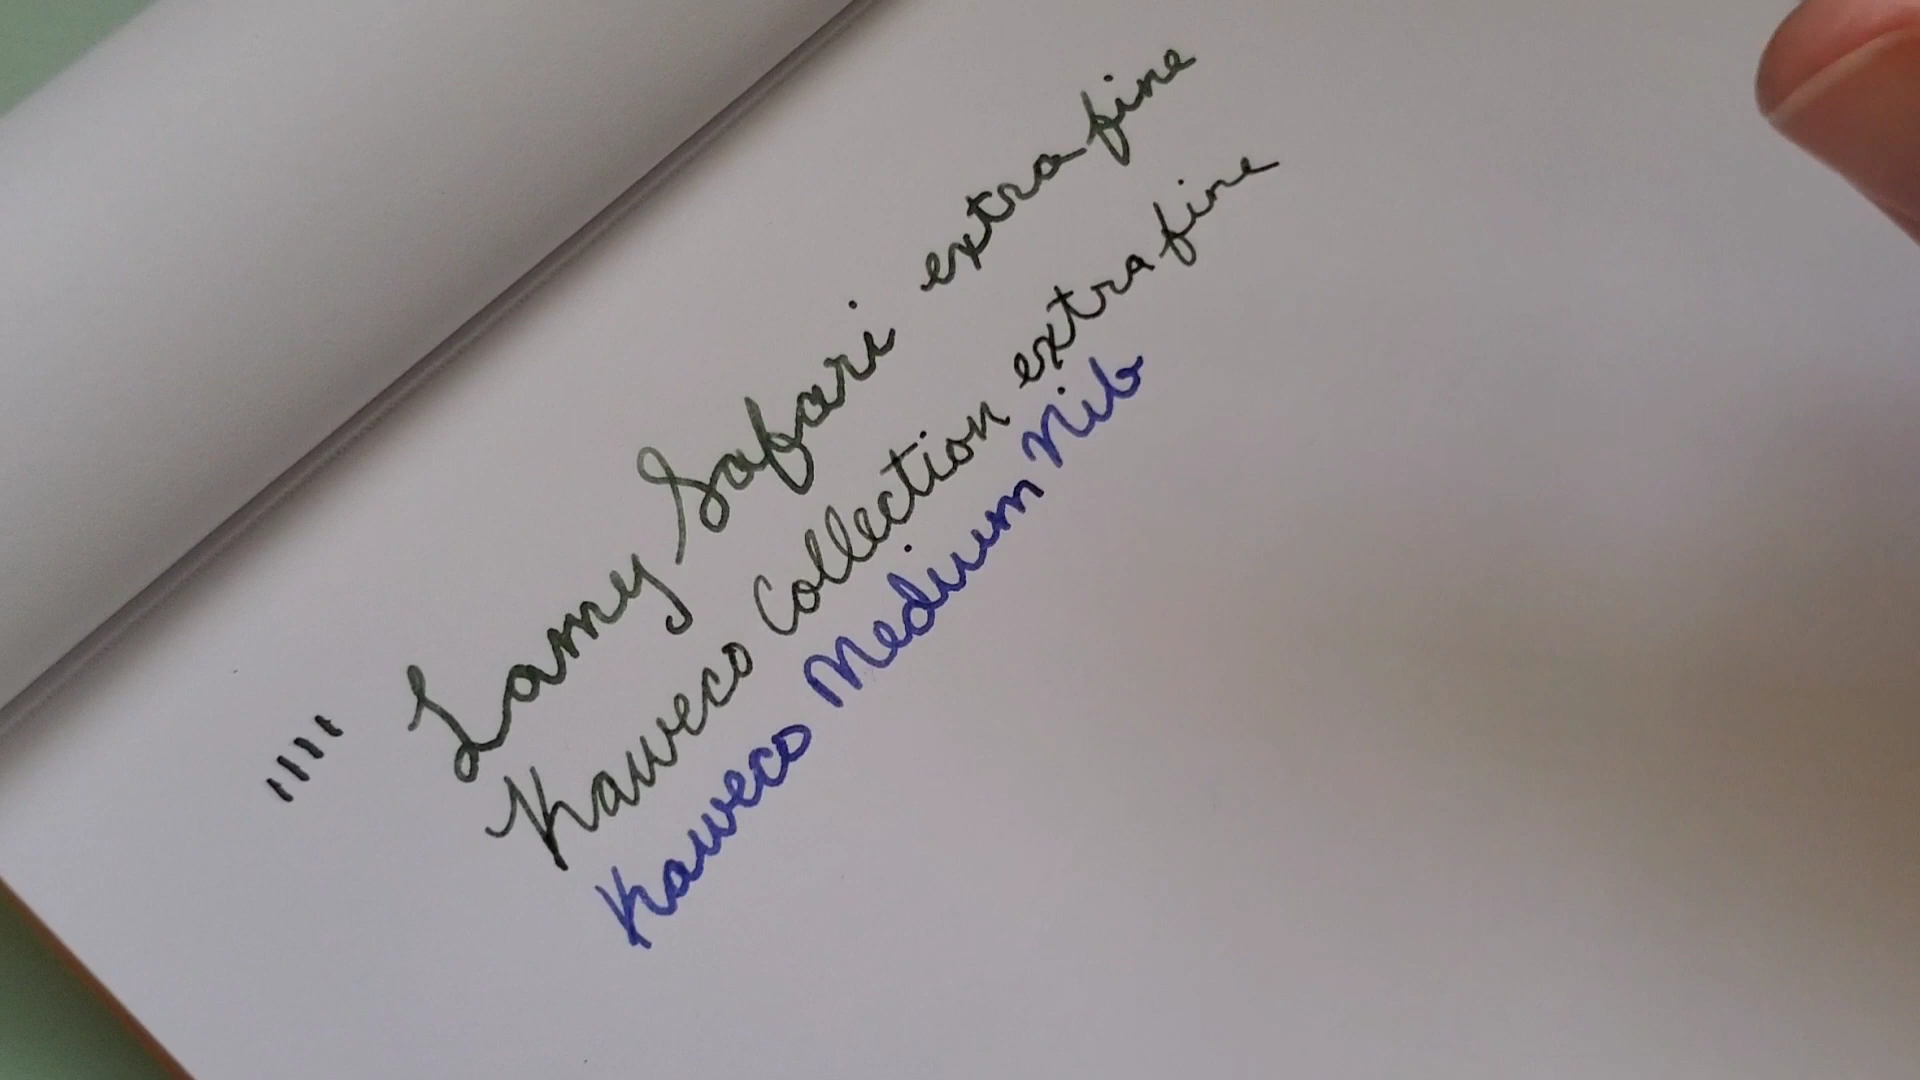 Lamy Safari extra fine
Kaweco Collection extra fine
Kaweco Medium Nib